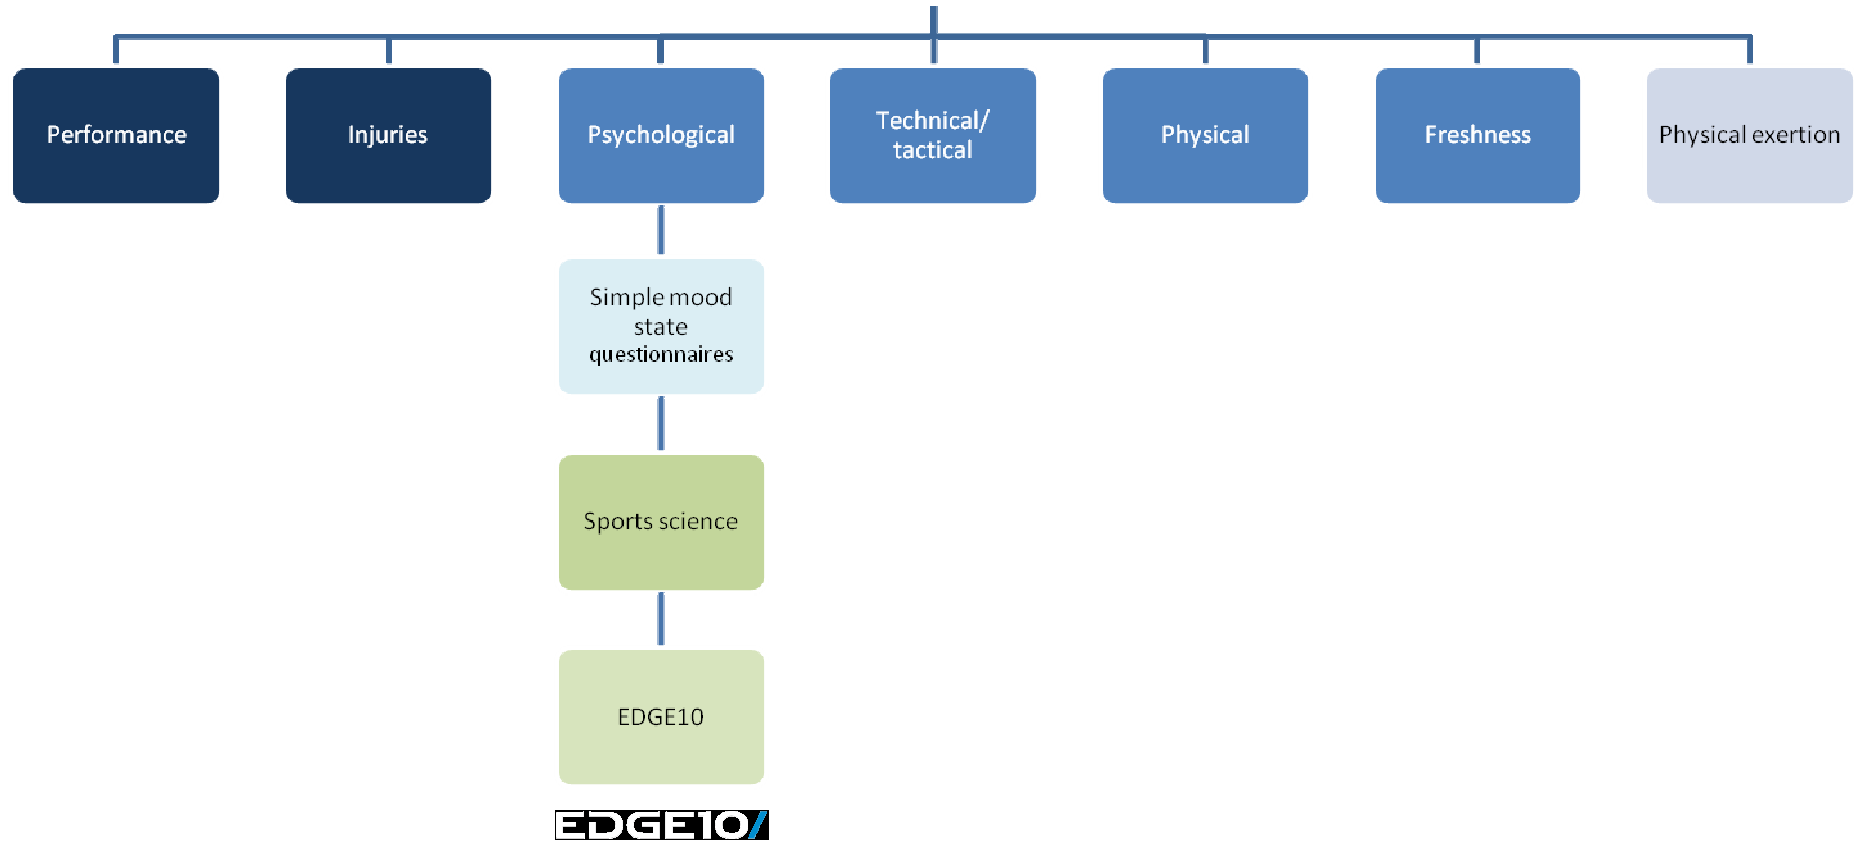 Performance
Injuries
Psychological
Technical/
tactical
Physical
Freshness
Physical exertion
Simple mood
state
questionnaires
Sports science
EDGE10
EDGE10/